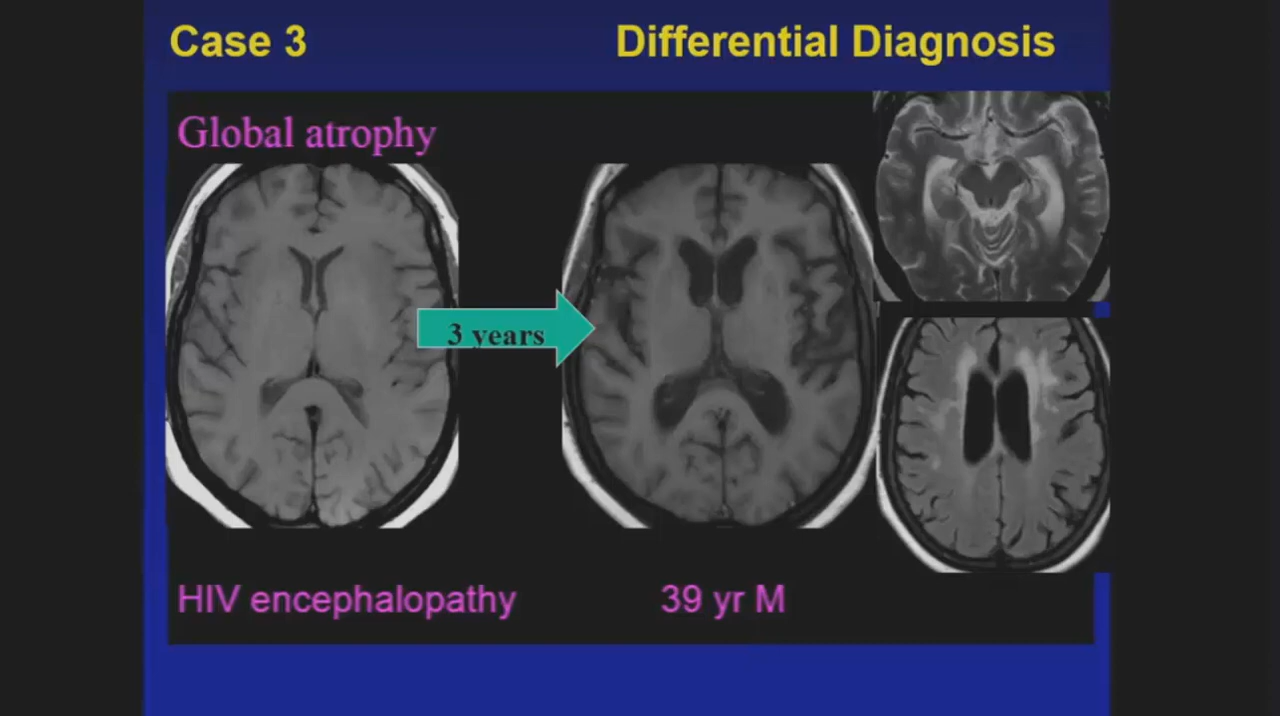 Case 3
Differential Diagnosis
Global atrophy
3 years
HIV encephalopathy
39 yr M